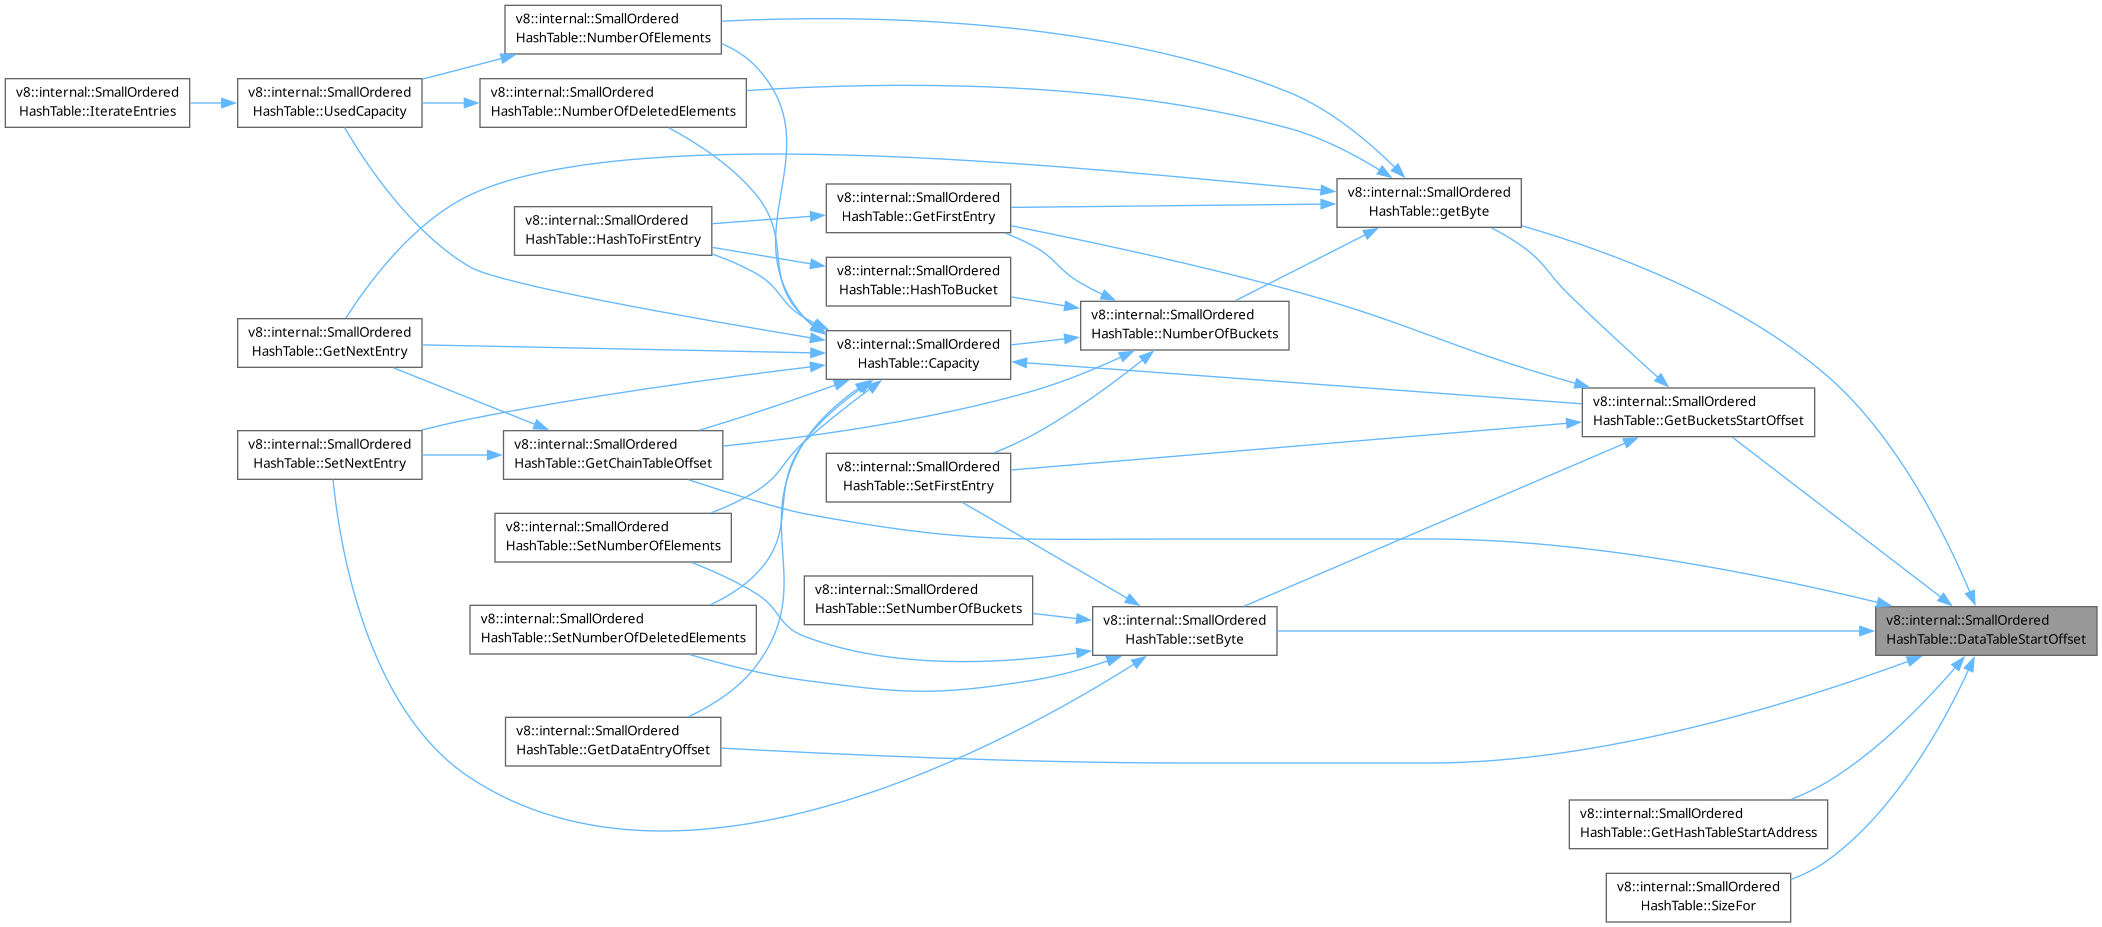 v8::internal::SmallOrdered
HashTable::NumberOfElements
v8::internal::SmallOrdered
HashTable::IterateEntries
v8::internal::SmallOrdered
HashTable::UsedCapacity
v8::internal::SmallOrdered
HashTable::NumberOfDeletedElements
v8::internal::SmallOrdered
HashTable::getByte
v8::internal::SmallOrdered
HashTable::GetFirstEntry
v8::internal::SmallOrdered
HashTable::HashToFirstEntry
v8::internal::SmallOrdered
HashTable::HashToBucket
v8::internal::SmallOrdered
HashTable::NumberOfBuckets
v8::internal::SmallOrdered
HashTable::GetNextEntry
v8::internal::SmallOrdered
HashTable::Capacity
v8::internal::SmallOrdered
HashTable::GetBucketsStartOffset
v8::internal::SmallOrdered
HashTable::SetNextEntry
v8::internal::SmallOrdered
HashTable::GetChainTableOffset
v8::internal::SmallOrdered
HashTable::SetFirstEntry
v8::internal::SmallOrdered
HashTable::SetNumberOfElements
v8::internal::SmallOrdered
HashTable::SetNumberOfBuckets
v8::internal::SmallOrdered
HashTable::SetNumberOfDeletedElements
v8::internal::SmallOrdered
HashTable::setByte
v8::internal::SmallOrdered
HashTable::DataTableStartOffset
v8::internal::SmallOrdered
HashTable::GetDataEntryOffset
v8::internal::SmallOrdered
HashTable::GetHashTableStartAddress
v8::internal::SmallOrdered
HashTable::SizeFor